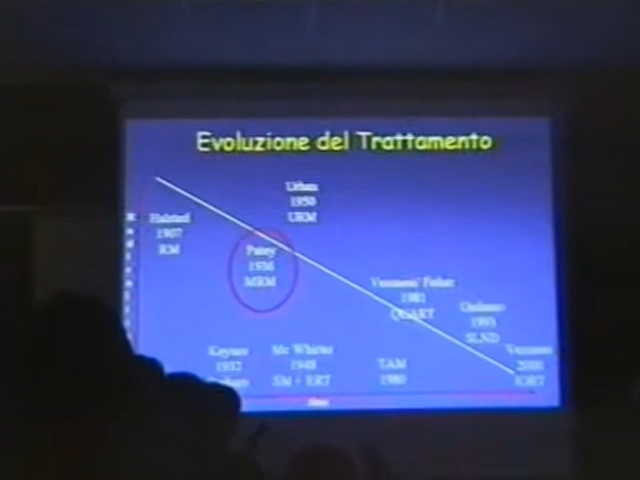 Evoluzione del Trattamento
Urban
1950
URM
Halsted
1907
RM
Patey
1936
MRM
Veronesi/ Fisher
1981
QUART
Giuliano
1993
SLND
Keynes
1932
Mc Whirter
1948
SM + ERT
TAM
1980
Veronesi
2000
IORT